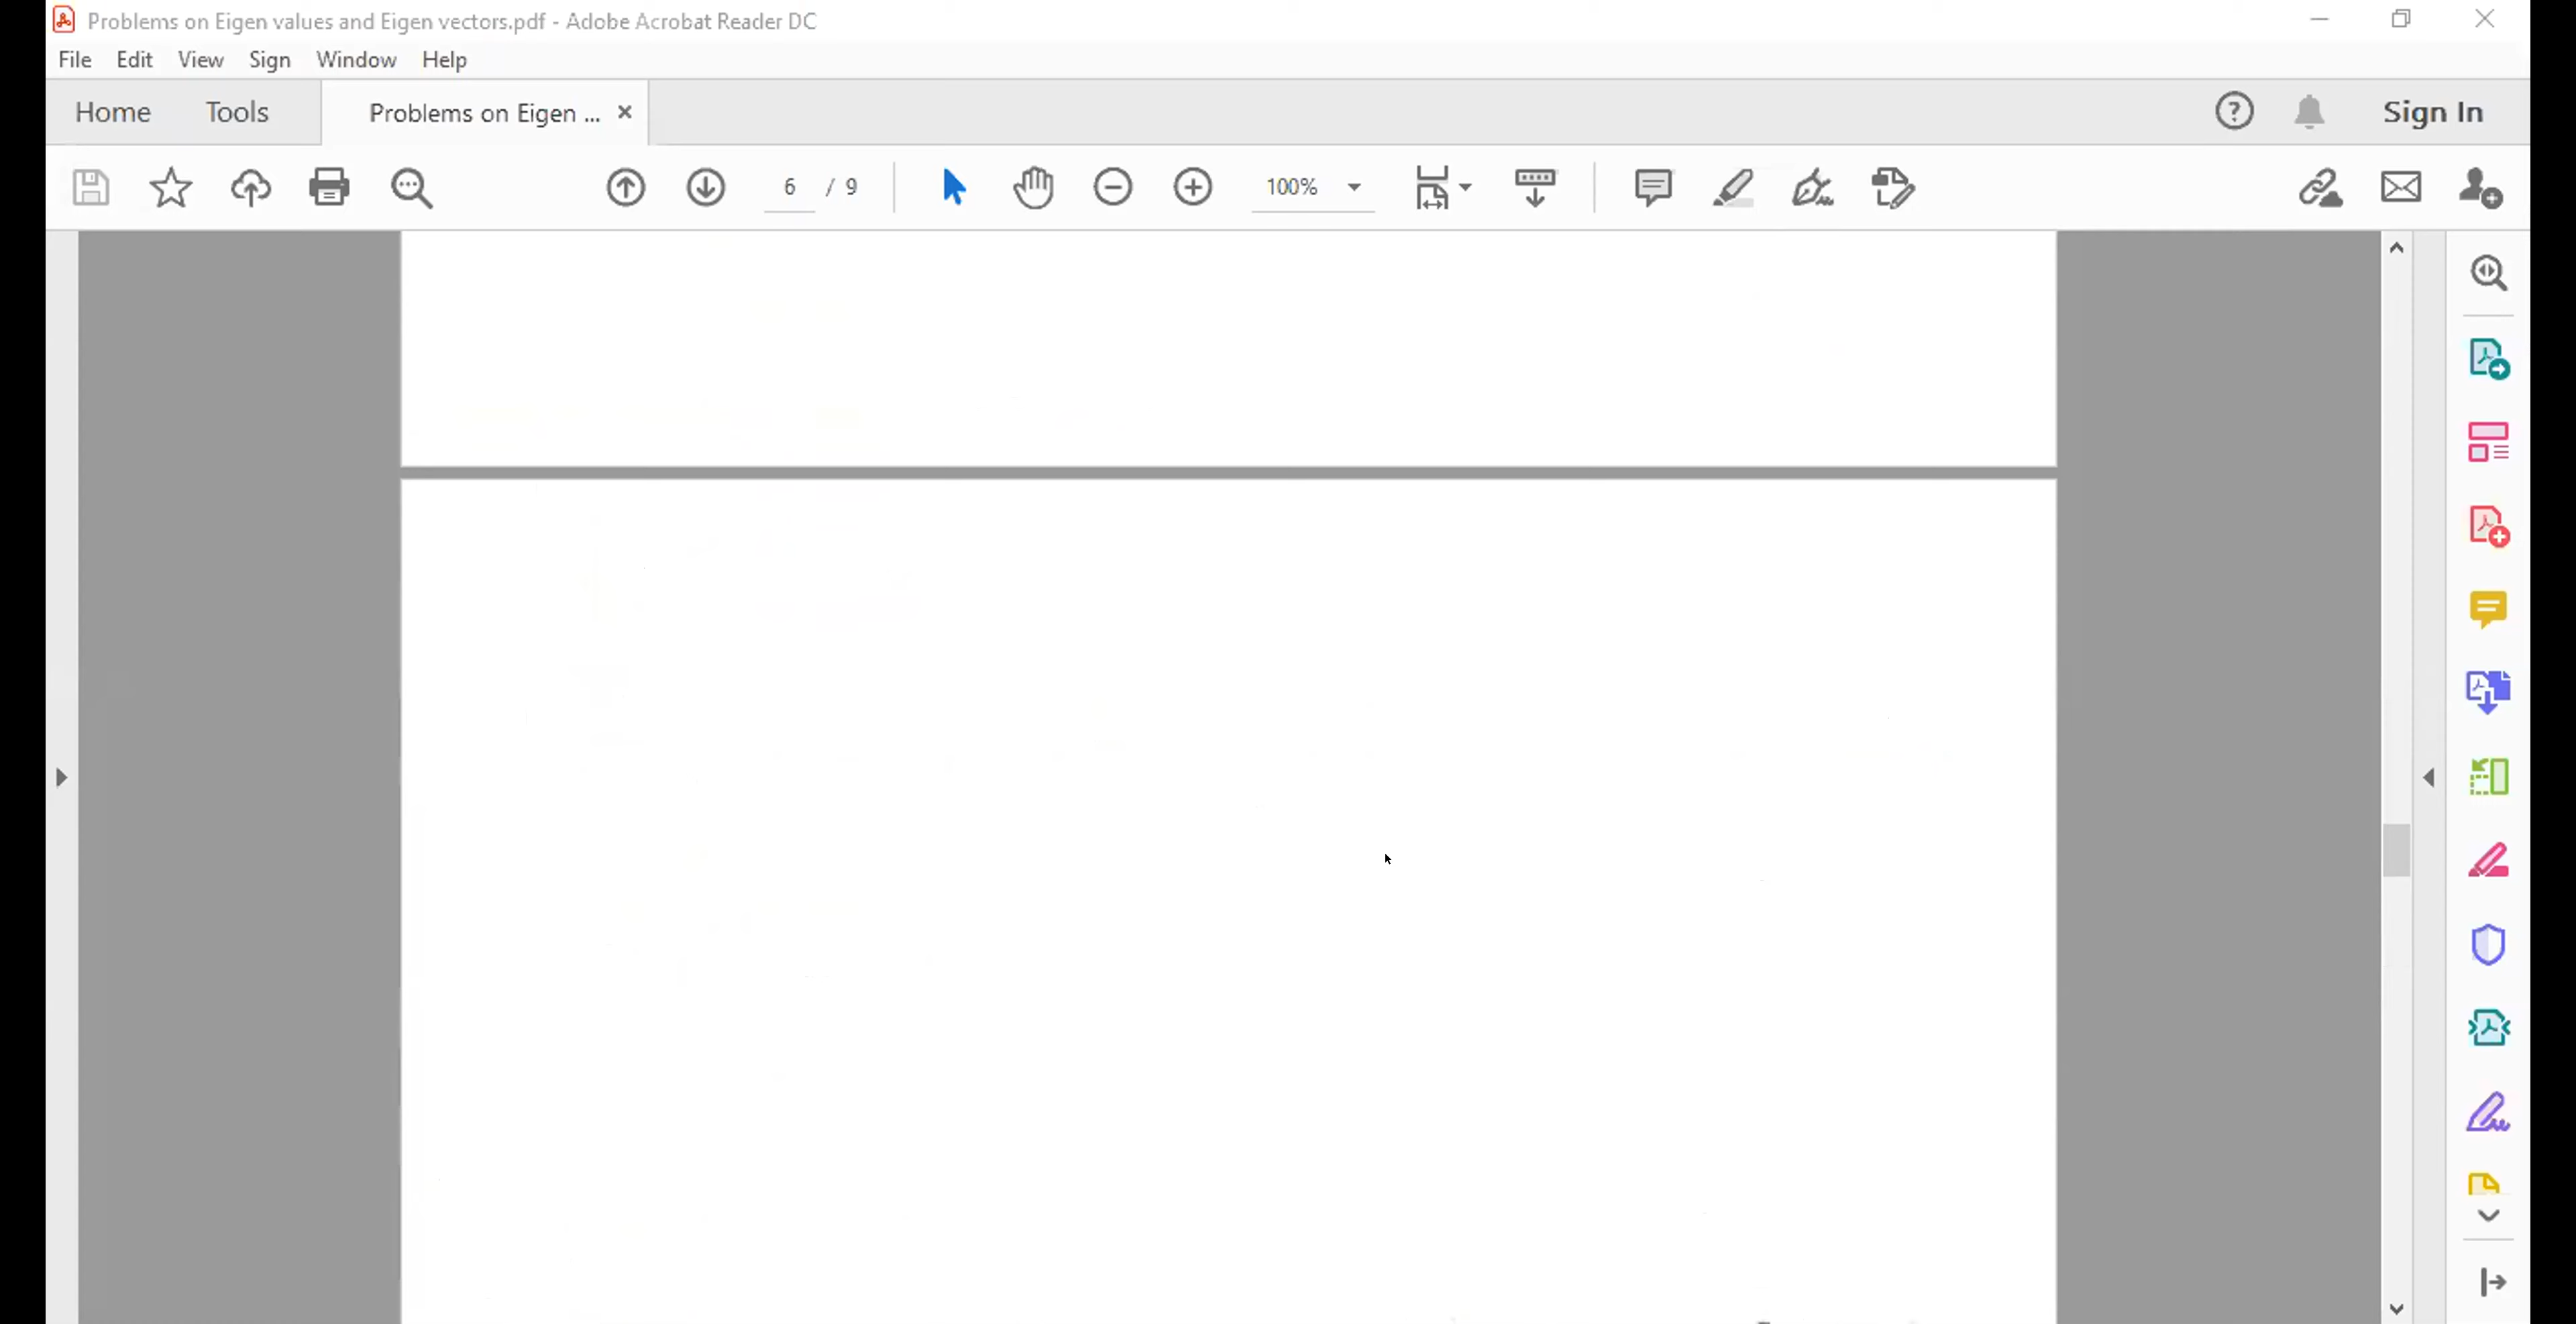 Problems on Eigen values and Eigen vectors.pdf - Adobe Acrobat Reader DC
File Edit View Sign Window Help
Home Tools Problems on Eigen ... Sign In
6 / 9 100%